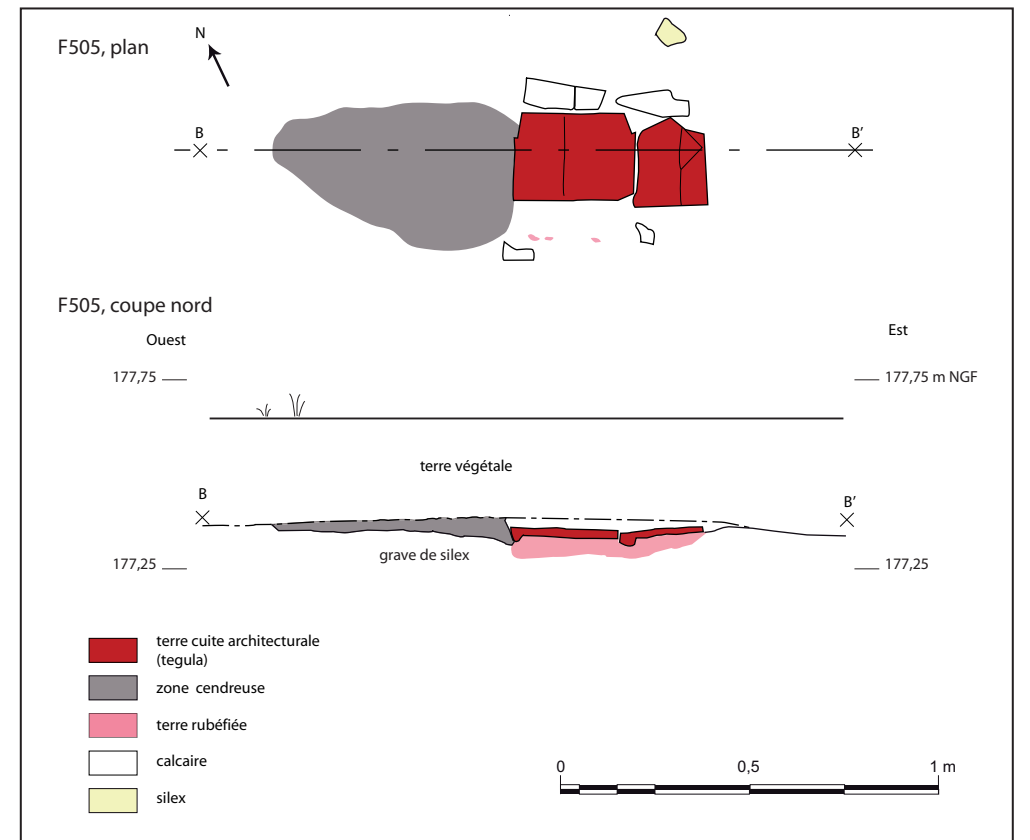 F505, plan
N
B
B'
F505, coupe nord
Ouest
Est
177,75
177,75 m NGF
terre végétale
B
B'
grave de silex
177,25
177,25
terre cuite architecturale
(tegula)
zone cendreuse
terre rubéfiée
calcaire
silex
0
0,5
1 m